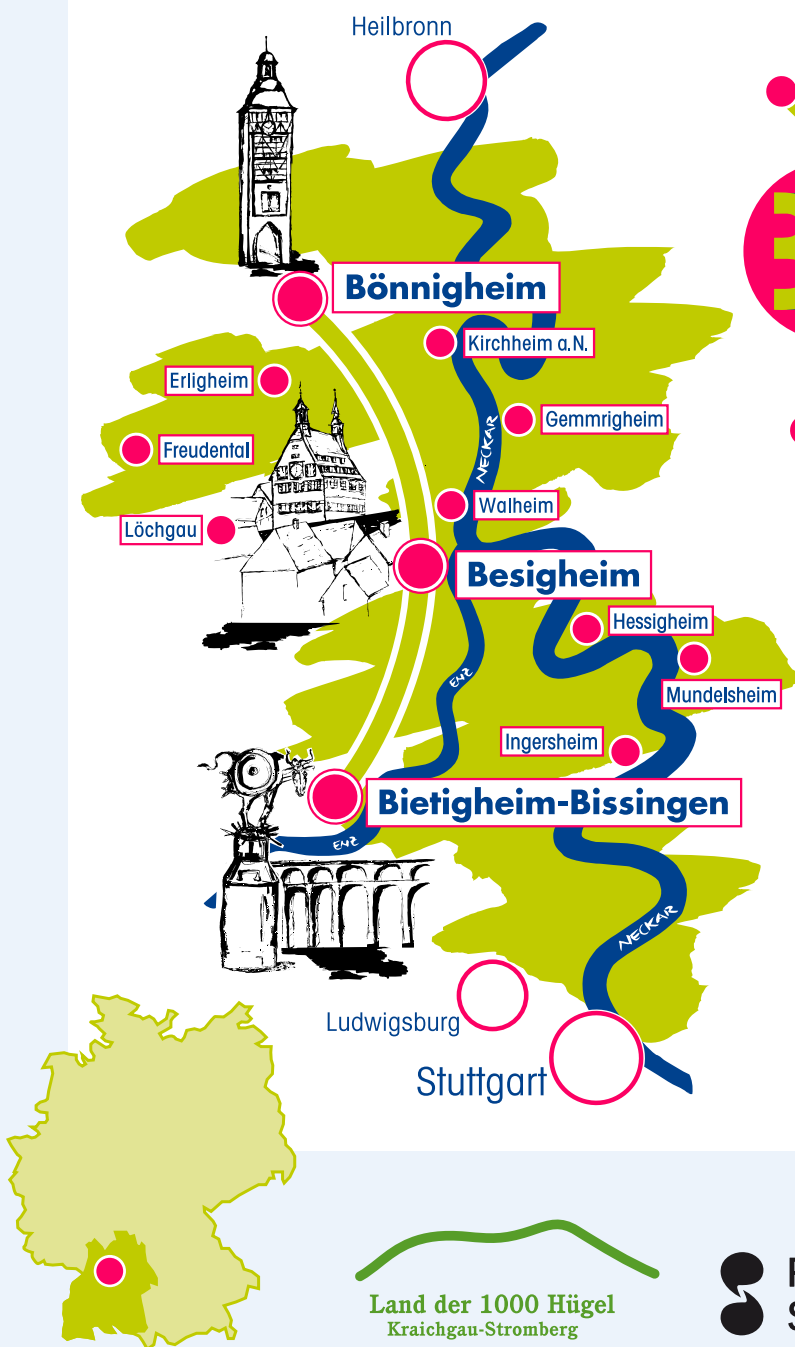 Heilbronn
Bönnigheim
Kirchheim a.N.
Erligheim
Gemmrigheim
NECKAR
Freudental
Walheim
Löchgau
Besigheim
Hessigheim
ENZ
Mundelsheim
Ingersheim
Bietigheim-Bissingen
ENZ
NECKAR
Ludwigsburg
Stuttgart
Land der 1000 Hügel
Kraichgau-Stromberg